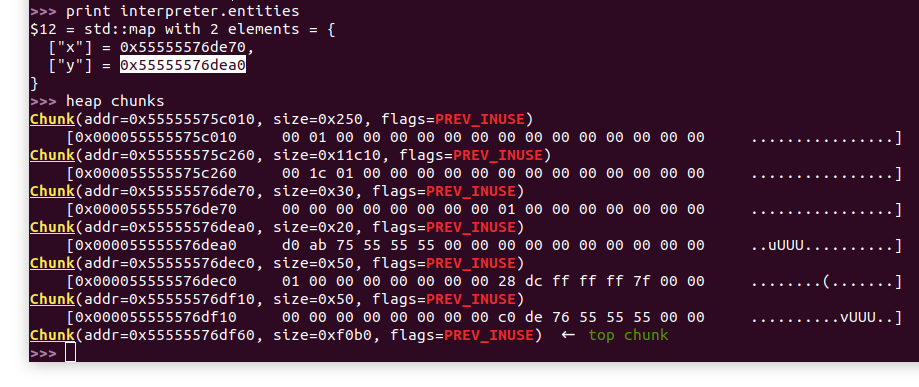 >>> print interpreter.entities
$12 = std::map with 2 elements = {
  ["x"] = 0x55555576de70,
  ["y"] = 0x55555576dea0
}
>>> heap chunks
Chunk(addr=0x55555575c010, size=0x250, flags=PREV_INUSE)
    [0x000055555575c010     00 01 00 00 00 00 00 00 00 00 00 00 00 00 00 00    ................]
Chunk(addr=0x55555575c260, size=0x11c10, flags=PREV_INUSE)
    [0x000055555575c260     00 1c 01 00 00 00 00 00 00 00 00 00 00 00 00 00    ................]
Chunk(addr=0x55555576de70, size=0x30, flags=PREV_INUSE)
    [0x000055555576de70     00 00 00 00 00 00 00 00 01 00 00 00 00 00 00 00    ................]
Chunk(addr=0x55555576dea0, size=0x20, flags=PREV_INUSE)
    [0x000055555576dea0     d0 ab 75 55 55 55 00 00 00 00 00 00 00 00 00 00    ..uUUU..........]
Chunk(addr=0x55555576dec0, size=0x50, flags=PREV_INUSE)
    [0x000055555576dec0     01 00 00 00 00 00 00 00 28 dc ff ff ff 7f 00 00    ........(.......]
Chunk(addr=0x55555576df10, size=0x50, flags=PREV_INUSE)
    [0x000055555576df10     00 00 00 00 00 00 00 00 c0 de 76 55 55 55 00 00    ..........vUUU..]
Chunk(addr=0x55555576df60, size=0xf0b0, flags=PREV_INUSE)  ← top chunk
>>>